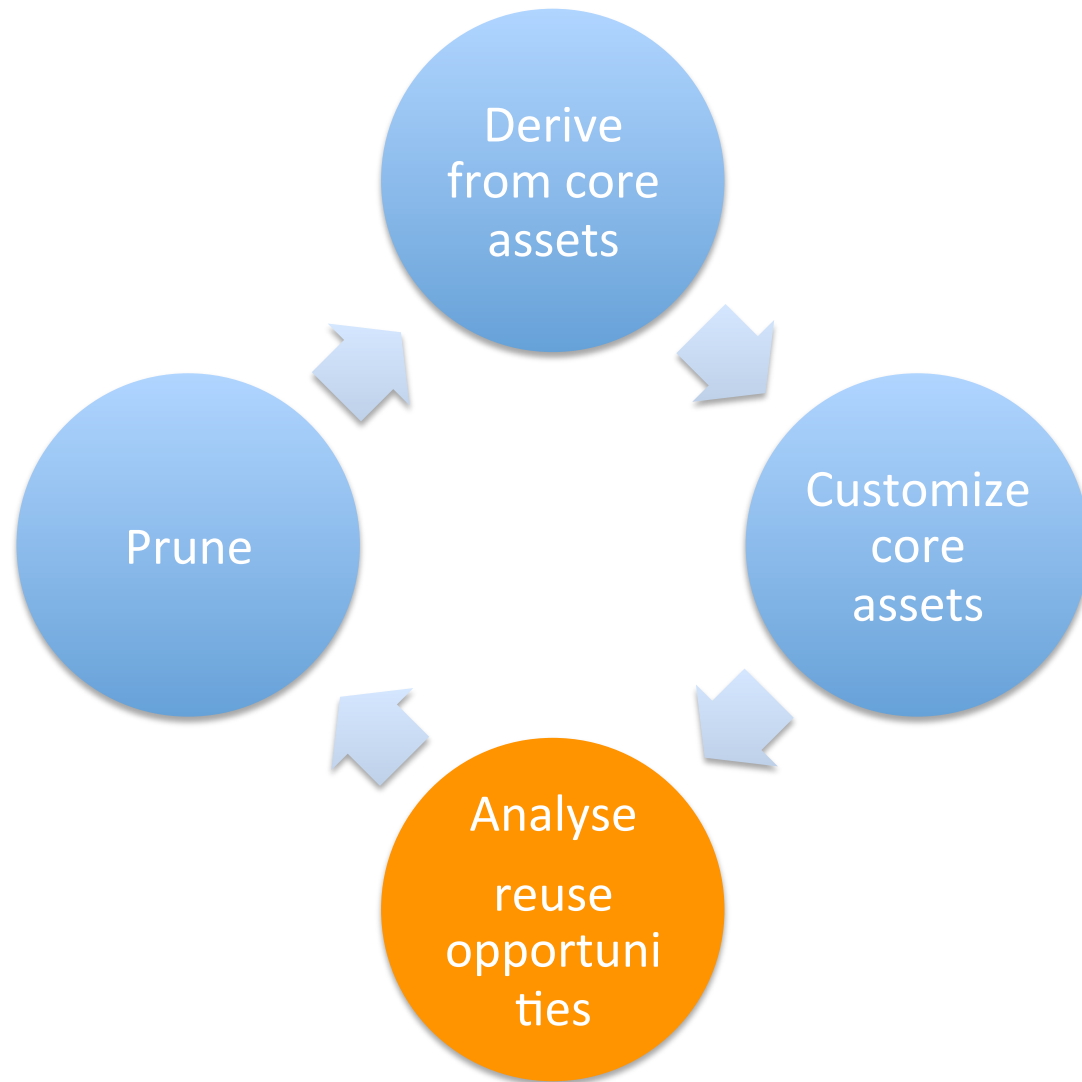 Derive
from core
assets
Customize
core
assets
Analyse
reuse
opportuni
ties
Prune